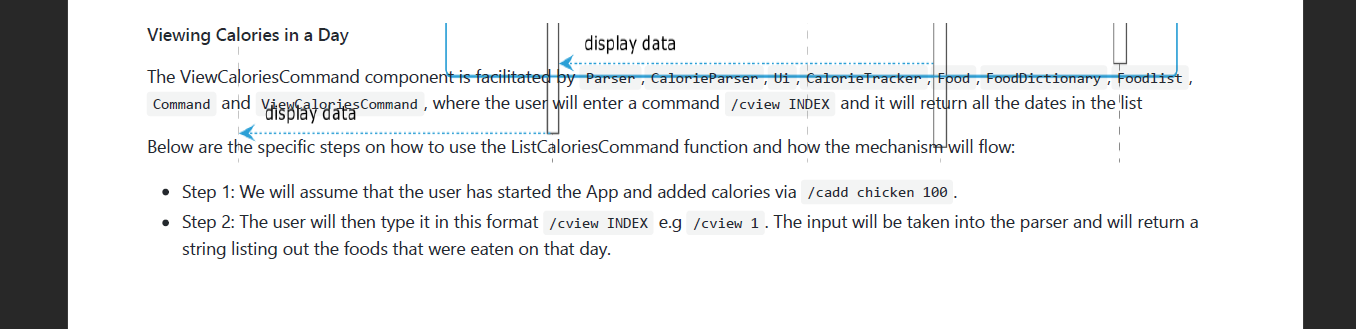 Viewing Calories in a Day
display data
The ViewCaloriesCommand component is facilitated by Parser , CalorieParser , Ui , CalorieTracker , Food , FoodDictionary , Foodlist ,
Command and ViewCaloriesCommand , where the user will enter a command /cview INDEX and it will return all the dates in the list
display data
Below are the specific steps on how to use the ListCaloriesCommand function and how the mechanism will flow:
• Step 1: We will assume that the user has started the App and added calories via /cadd chicken 100 .
• Step 2: The user will then type it in this format /cview INDEX e.g /cview 1 . The input will be taken into the parser and will return a
string listing out the foods that were eaten on that day.